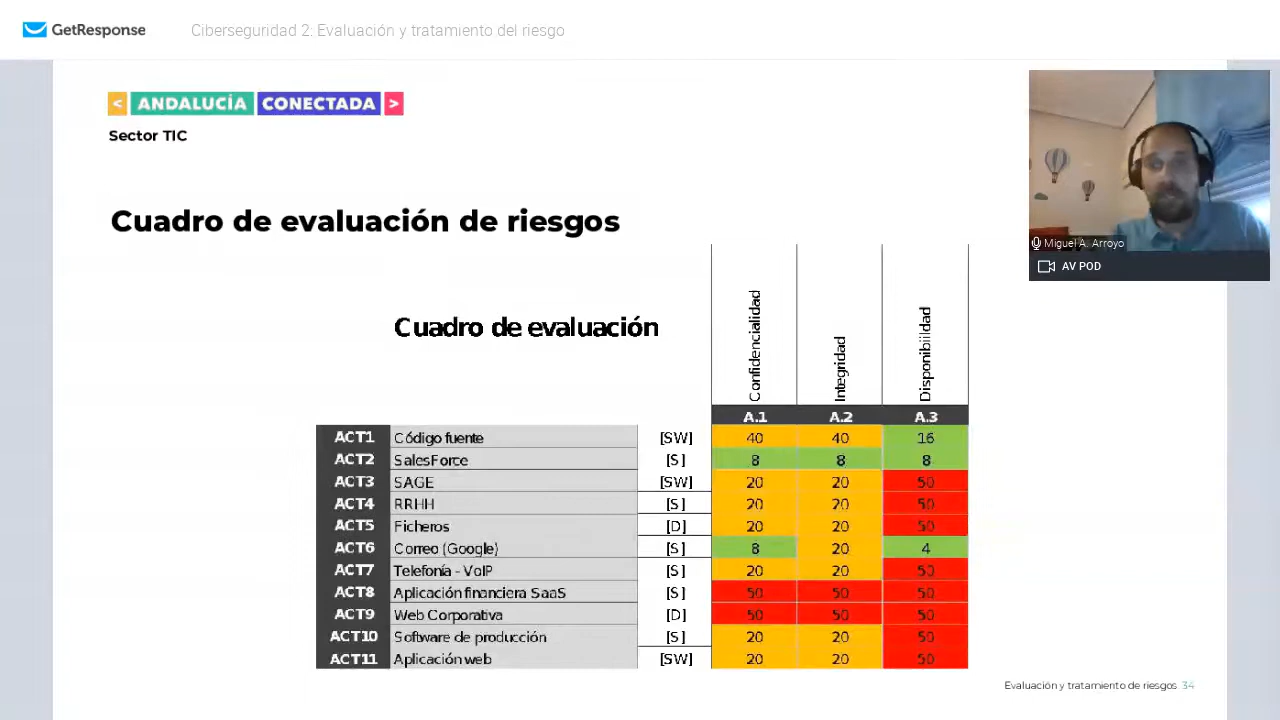 GetResponse
Ciberseguridad 2: Evaluación y tratamiento del riesgo
< ANDALUCÍA CONECTADA >
Sector TIC
Miguel A. Arroyo
AV POD
Cuadro de evaluación de riesgos
Cuadro de evaluación
Confidencialidad Integridad Disponibilidad
A.1 A.2 A.3
ACT1 Código fuente [SW] 40 40 16
ACT2 SalesForce [S] 8 8 8
ACT3 SAGE [SW] 20 20 50
ACT4 RRHH [S] 20 20 50
ACT5 Ficheros [D] 20 20 50
ACT6 Correo (Google) [S] 8 20 4
ACT7 Telefonía - VoIP [S] 20 20 50
ACT8 Aplicación financiera SaaS [S] 50 50 50
ACT9 Web Corporativa [D] 50 50 50
ACT10 Software de producción [S] 20 20 50
ACT11 Aplicación web [SW] 20 20 50
Evaluación y tratamiento de riesgos 34